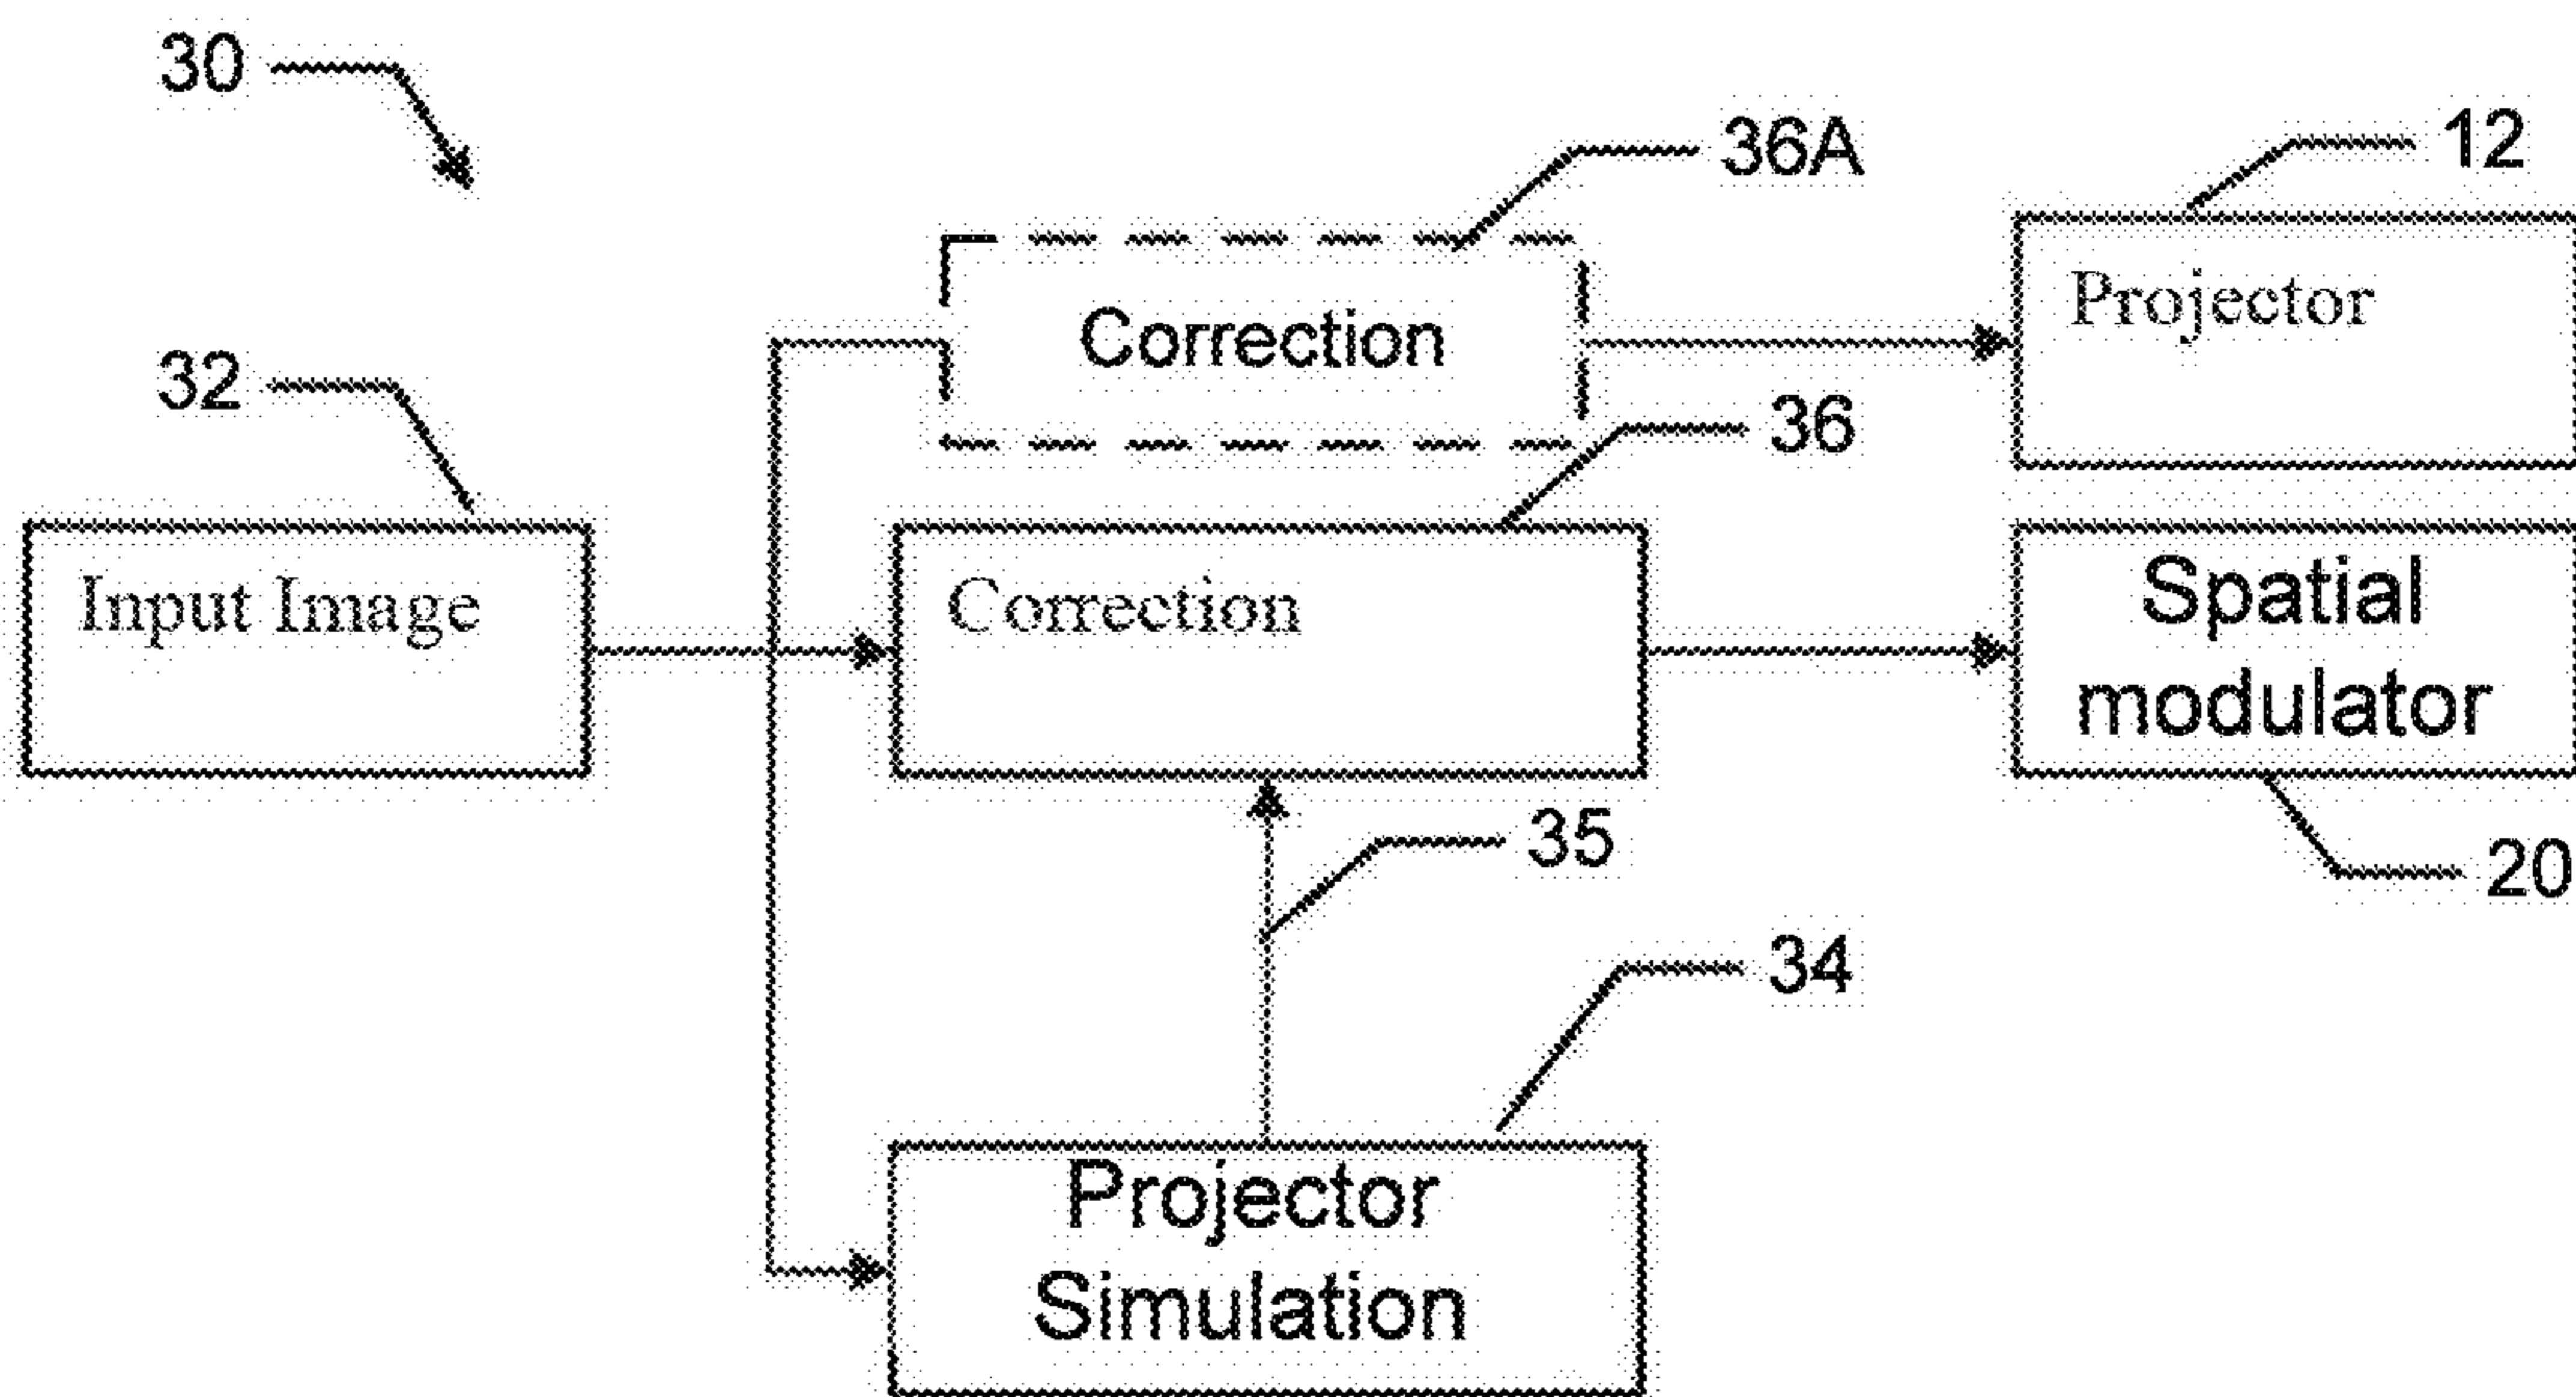 30
36A
12
Correction
Projector
32
36
Input Image
Correction
Spatial
modulator
35
20
34
Projector
Simulation